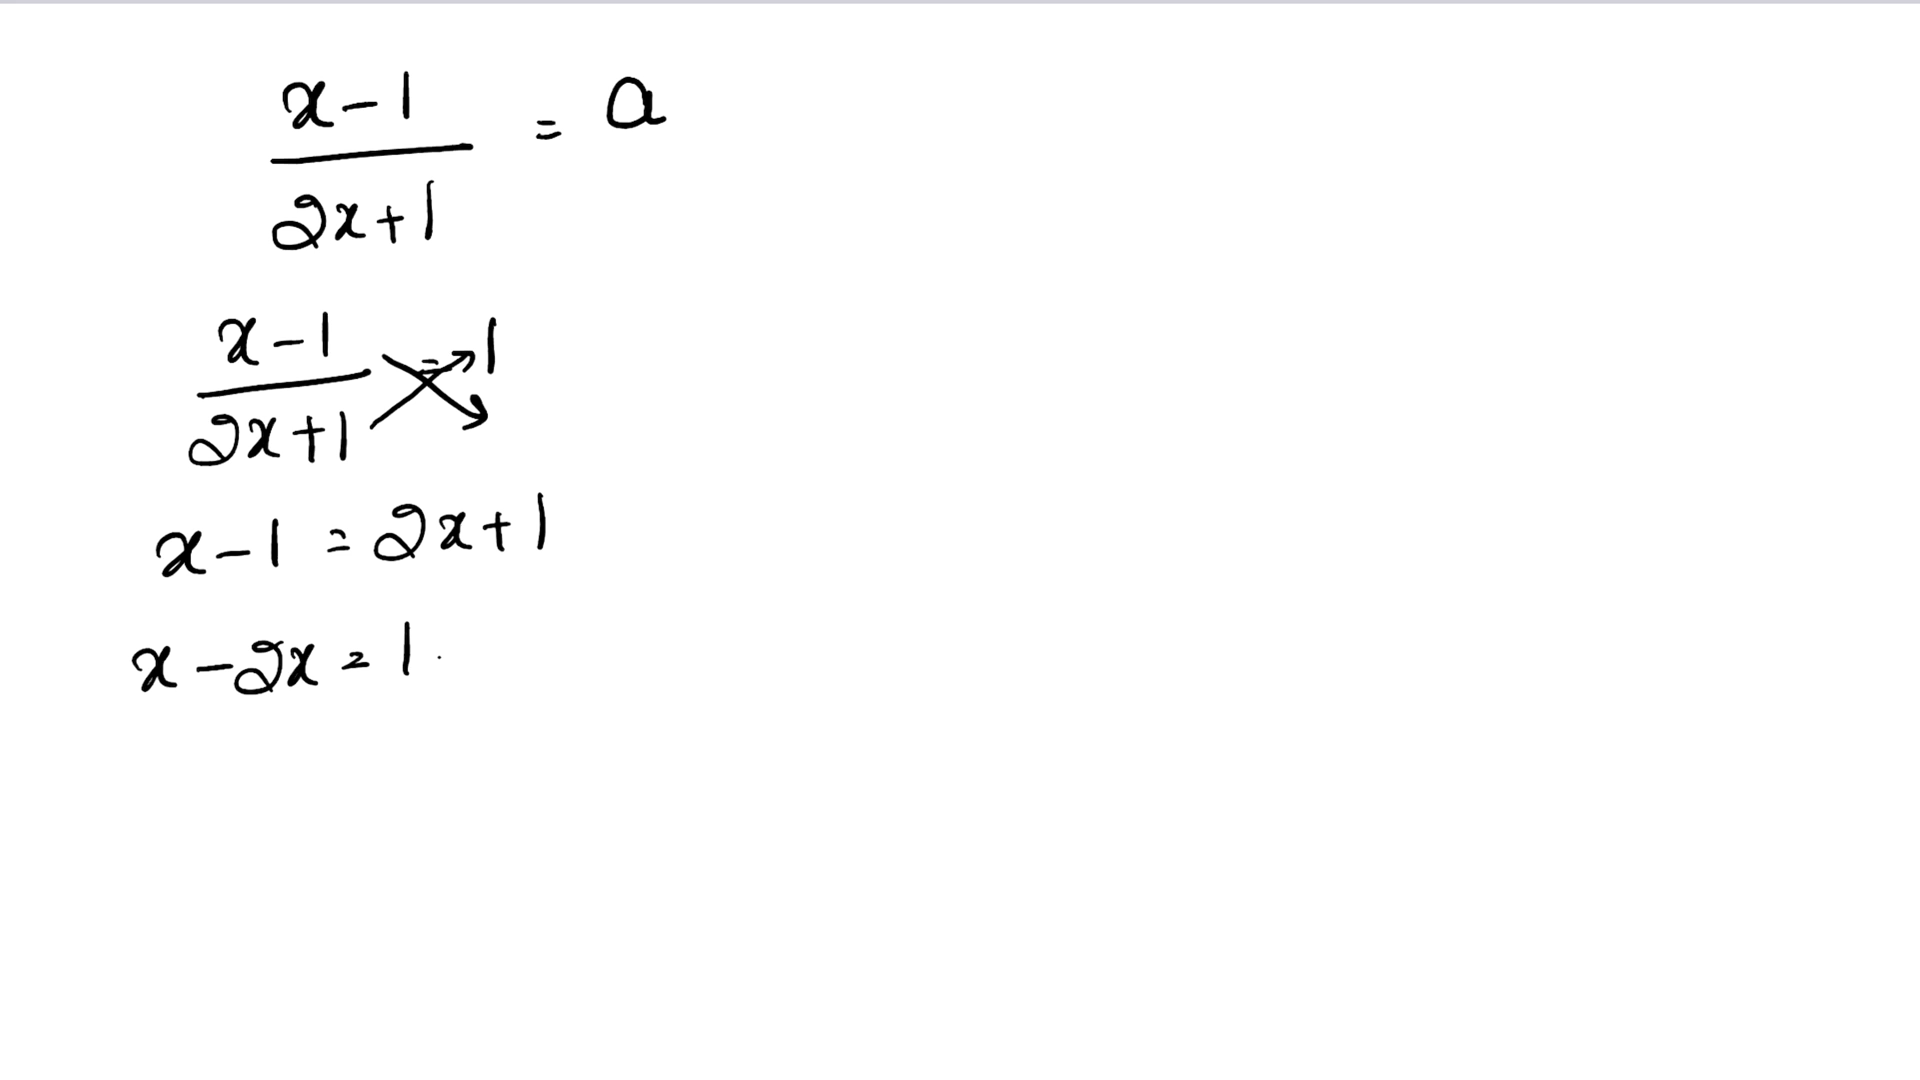 x-1
/2x+1 = a
x-1
/2x+1 = 1
x-1 = 2x+1
x-2x = 1